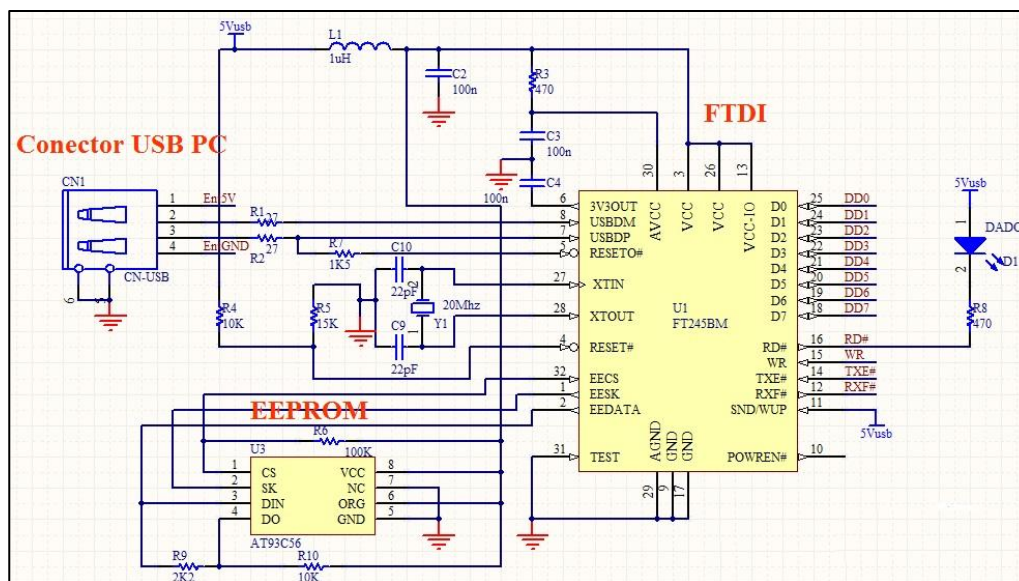 5Vusb
L1
1uH
C2
100n
R3
470
FTDI
Conector USB PC
C3
100n
C4
100n
30
3
26
13
AVCC
VCC
VCC
VCC-IO
CN1
1
En 5V
2
3
4
En GND
R1
27
R2
27
CN-USB
6
5
R7
1K5
C10
22pF
2
20Mhz
1
Y1
C9
22pF
R4
10K
R5
15K
6
3V3OUT
8
USBDM
7
USBDP
5
RESETO#
27
XTIN
28
XTOUT
4
RESET#
32
EECS
1
EESK
2
EEDATA
31
TEST
U1
FT245BM
D0
25
DD0
D1
24
DD1
D2
23
DD2
D3
22
DD3
D4
21
DD4
D5
20
DD5
D6
19
DD6
D7
18
DD7
RD#
16
RD#
WR
15
WR
TXE#
14
TXE#
RXF#
12
RXF#
SND/WUP
11
5Vusb
POWREN#
10
AGND
GND
GND
29
9
17
5Vusb
1
DADO
D1
2
R8
470
EEPROM
R6
100K
U3
1
CS
VCC
8
2
SK
NC
7
3
DIN
ORG
6
4
DO
GND
5
AT93C56
R9
2K2
R10
10K